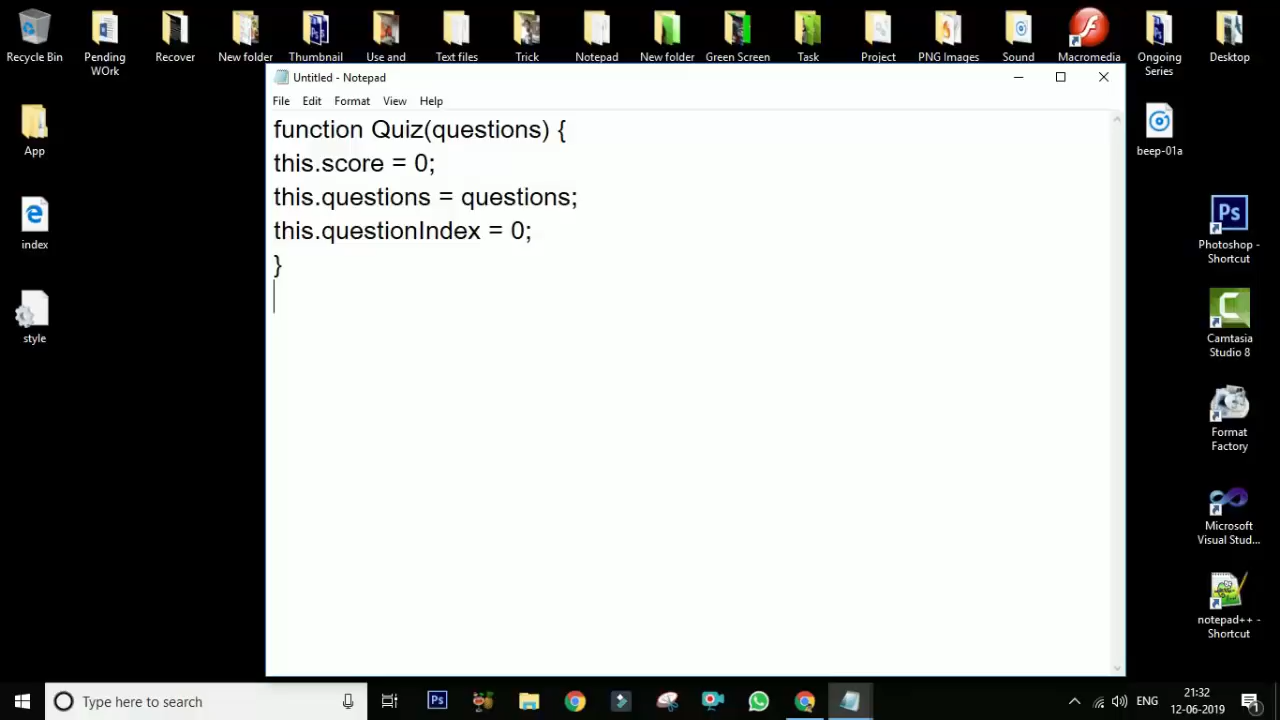 Recycle Bin
Pending WOrk
Recover
New folder
Thumbnail
Use and
Text files
Trick
Notepad
New folder
Green Screen
Task
Project
PNG Images
Sound
Macromedia
Ongoing Series
Desktop
Untitled - Notepad
File Edit Format View Help
function Quiz(questions) {
this.score = 0;
this.questions = questions;
this.questionIndex = 0;
}
App
index
style
beep-01a
Ps
Photoshop - Shortcut
Camtasia Studio 8
Format Factory
Microsoft Visual Stud...
notepad++ - Shortcut
Type here to search
Ps
ENG
21:32
12-06-2019
1